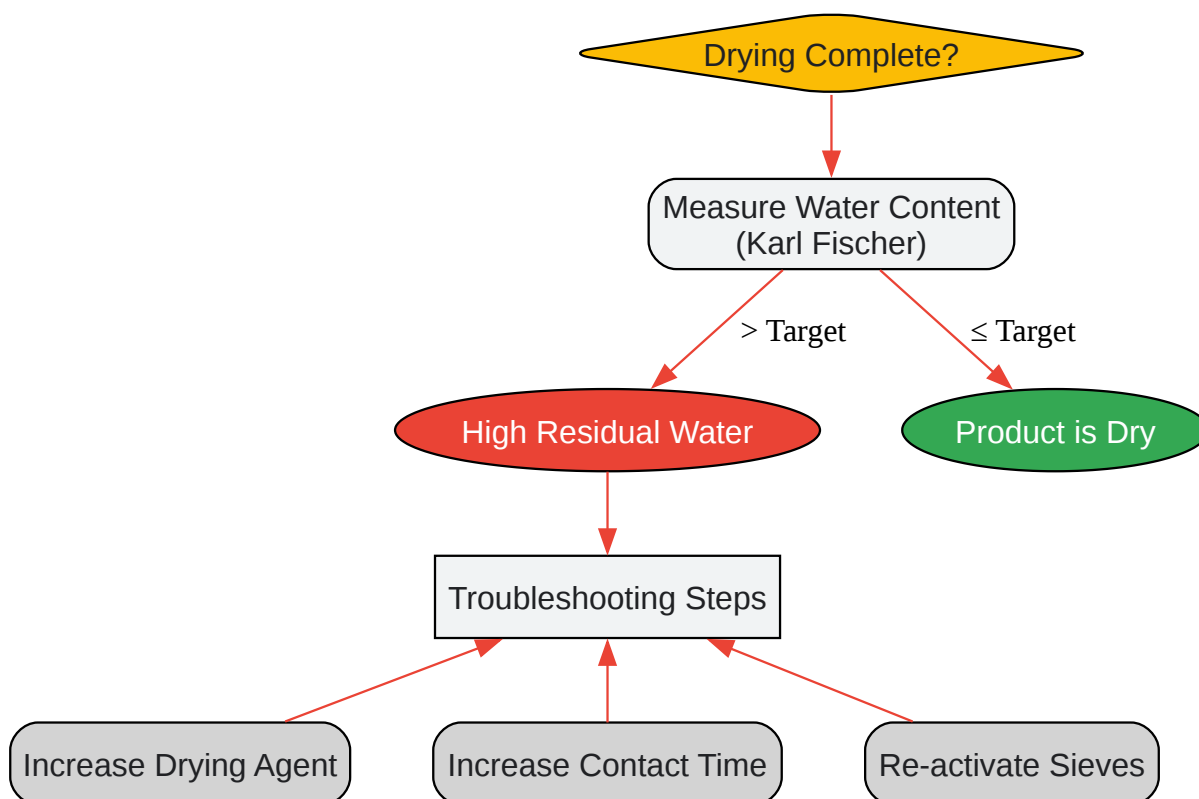 Drying Complete?
Measure Water Content
(Karl Fischer)
> Target
≤ Target
High Residual Water
Product is Dry
Troubleshooting Steps
Increase Drying Agent
Increase Contact Time
Re-activate Sieves